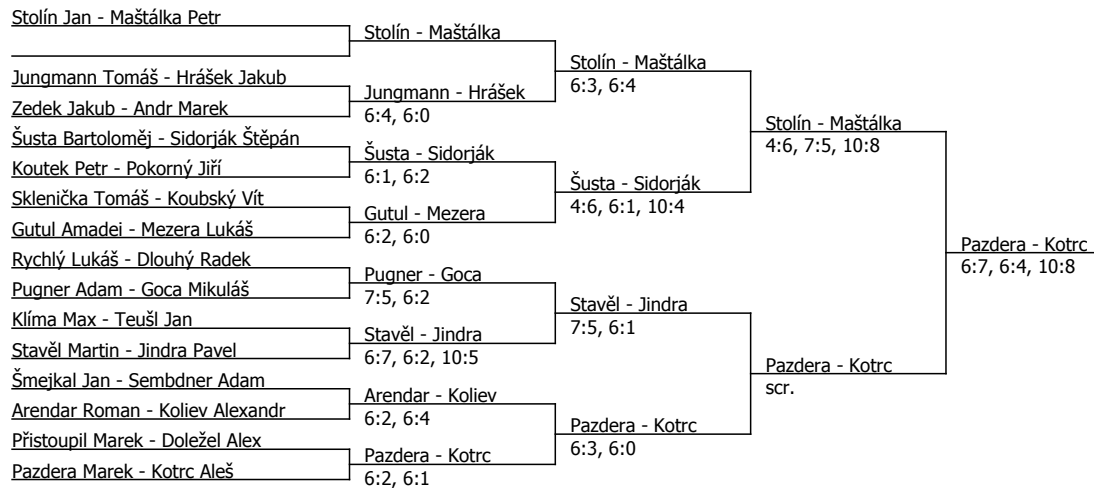 Stolín Jan - Maštálka Petr
Jungmann Tomáš - Hrášek Jakub
Zedek Jakub - Andr Marek
Šusta Bartoloměj - Sidorják Štěpán
Koutek Petr - Pokorný Jiří
Sklenička Tomáš - Koubský Vít
Gutul Amadei - Mezera Lukáš
Rychlý Lukáš - Dlouhý Radek
Pugner Adam - Goca Mikuláš
Klíma Max - Teušl Jan
Stavěl Martin - Jindra Pavel
Šmejkal Jan - Sembdner Adam
Arendar Roman - Koliev Alexandr
Přistoupil Marek - Doležel Alex
Pazdera Marek - Kotrc Aleš
Stolín - Maštálka
Jungmann - Hrášek
6:4, 6:0
Šusta - Sidorják
6:1, 6:2
Gutul - Mezera
6:2, 6:0
Pugner - Goca
7:5, 6:2
Stavěl - Jindra
6:7, 6:2, 10:5
Arendar - Koliev
6:2, 6:4
Pazdera - Kotrc
6:2, 6:1
Stolín - Maštálka
6:3, 6:4
Šusta - Sidorják
4:6, 6:1, 10:4
Stavěl - Jindra
7:5, 6:1
Pazdera - Kotrc
6:3, 6:0
Stolín - Maštálka
4:6, 7:5, 10:8
Pazdera - Kotrc
scr.
Pazdera - Kotrc
6:7, 6:4, 10:8